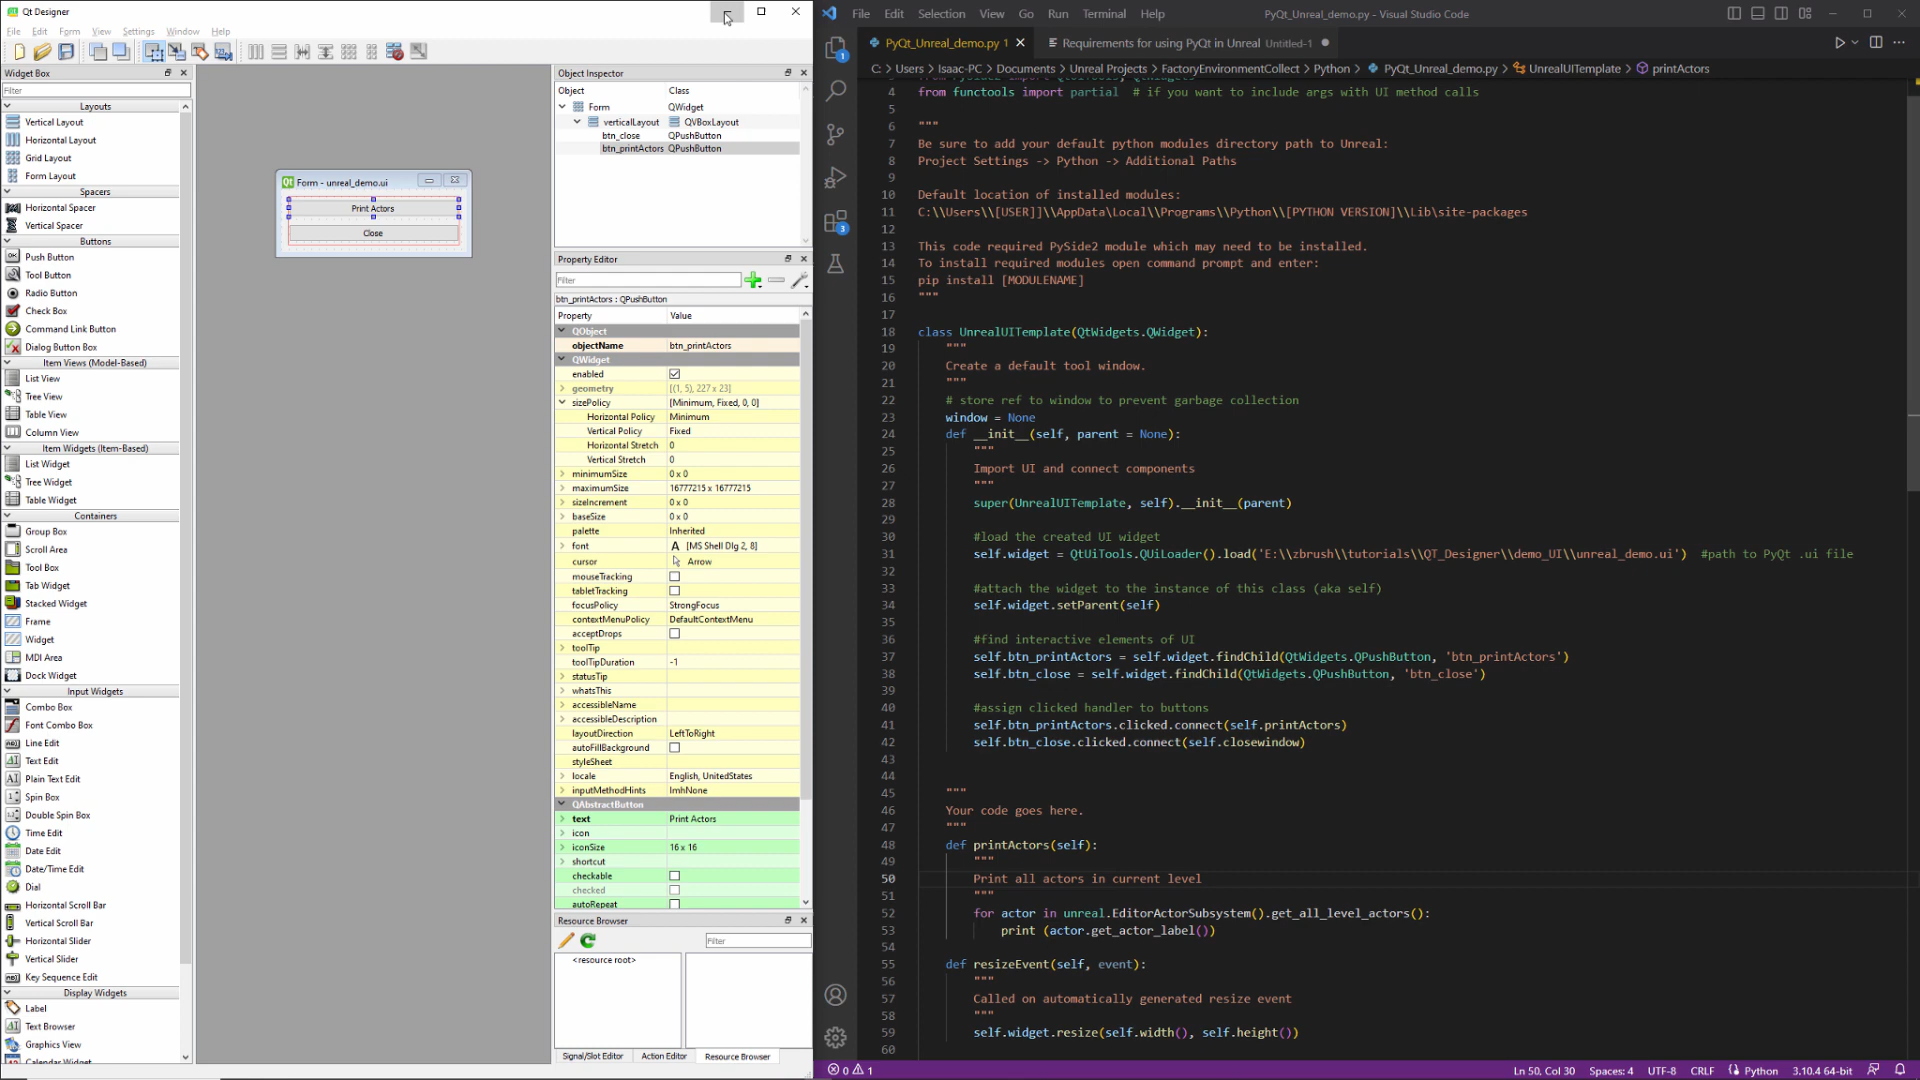 Qt Designer
File Edit Form View Settings Window Help
Widget Box
Filter
Layouts
Vertical Layout
Horizontal Layout
Grid Layout
Form Layout
Spacers
Horizontal Spacer
Vertical Spacer
Buttons
Push Button
Tool Button
Radio Button
Check Box
Command Link Button
Dialog Button Box
Item Views (Model-Based)
List View
Tree View
Table View
Column View
Item Widgets (Item-Based)
List Widget
Tree Widget
Table Widget
Containers
Group Box
Scroll Area
Tool Box
Tab Widget
Stacked Widget
Frame
Widget
MDI Area
Dock Widget
Input Widgets
Combo Box
Font Combo Box
Line Edit
Text Edit
Plain Text Edit
Spin Box
Double Spin Box
Time Edit
Date Edit
Date/Time Edit
Dial
Horizontal Scroll Bar
Vertical Scroll Bar
Horizontal Slider
Vertical Slider
Key Sequence Edit
Display Widgets
Label
Text Browser
Graphics View
Calendar Widget
Form - unreal_demo.ui
Print Actors
Close
Object Inspector
Object Class
Form QWidget
verticalLayout QVBoxLayout
btn_close QPushButton
btn_printActors QPushButton
Property Editor
Filter
btn_printActors : QPushButton
Property Value
QObject
objectName btn_printActors
QWidget
enabled
geometry [(1, 5), 227 x 23]
sizePolicy [Minimum, Fixed, 0, 0]
Horizontal Policy Minimum
Vertical Policy Fixed
Horizontal Stretch 0
Vertical Stretch 0
minimumSize 0 x 0
maximumSize 16777215 x 16777215
sizeIncrement 0 x 0
baseSize 0 x 0
palette Inherited
font A [MS Shell Dlg 2, 8]
cursor Arrow
mouseTracking
tabletTracking
focusPolicy StrongFocus
contextMenuPolicy DefaultContextMenu
acceptDrops
toolTip
toolTipDuration -1
statusTip
whatsThis
accessibleName
accessibleDescription
layoutDirection LeftToRight
autoFillBackground
styleSheet
locale English, UnitedStates
inputMethodHints ImhNone
QAbstractButton
text Print Actors
icon
iconSize 16 x 16
shortcut
checkable
checked
autoRepeat
Resource Browser
Filter
<resource root>
Signal/Slot Editor Action Editor Resource Browser
File Edit Selection View Go Run Terminal Help
PyQt_Unreal_demo.py - Visual Studio Code
PyQt_Unreal_demo.py 1
Requirements for using PyQt in Unreal Untitled-1
C: > Users > Isaac-PC > Documents > Unreal Projects > FactoryEnvironmentCollect > Python > PyQt_Unreal_demo.py > UnrealUITemplate > printActors
4 from functools import partial # if you want to include args with UI method calls
5
6 """
7 Be sure to add your default python modules directory path to Unreal:
8 Project Settings -> Python -> Additional Paths
9
10 Default location of installed modules:
11 C:\\Users\\[USER]]\\AppData\Local\\Programs\\Python\\[PYTHON VERSION]\\Lib\site-packages
12
13 This code required PySide2 module which may need to be installed.
14 To install required modules open command prompt and enter:
15 pip install [MODULENAME]
16 """
17
18 class UnrealUITemplate(QtWidgets.QWidget):
19 """
20 Create a default tool window.
21 """
22 # store ref to window to prevent garbage collection
23 window = None
24 def __init__(self, parent = None):
25 """
26 Import UI and connect components
27 """
28 super(UnrealUITemplate, self).__init__(parent)
29
30 #load the created UI widget
31 self.widget = QtUiTools.QUiLoader().load('E:\\zbrush\\tutorials\\QT_Designer\\demo_UI\\unreal_demo.ui') #path to PyQt .ui file
32
33 #attach the widget to the instance of this class (aka self)
34 self.widget.setParent(self)
35
36 #find interactive elements of UI
37 self.btn_printActors = self.widget.findChild(QtWidgets.QPushButton, 'btn_printActors')
38 self.btn_close = self.widget.findChild(QtWidgets.QPushButton, 'btn_close')
39
40 #assign clicked handler to buttons
41 self.btn_printActors.clicked.connect(self.printActors)
42 self.btn_close.clicked.connect(self.closewindow)
43
44
45 """
46 Your code goes here.
47 """
48 def printActors(self):
49 """
50 Print all actors in current level
51 """
52 for actor in unreal.EditorActorSubsystem().get_all_level_actors():
53 print (actor.get_actor_label())
54
55 def resizeEvent(self, event):
56 """
57 Called on automatically generated resize event
58 """
59 self.widget.resize(self.width(), self.height())
60
0 1
Ln 50, Col 30 Spaces: 4 UTF-8 CRLF Python 3.10.4 64-bit